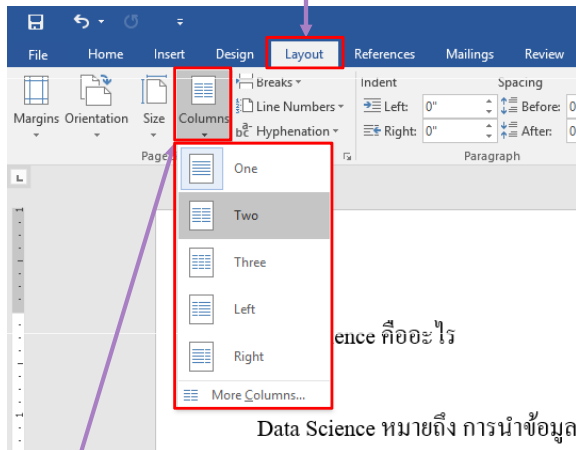 File Home Insert Design Layout References Mailings Review
Margins Orientation Size Columns
Breaks
Line Numbers
Hyphenation
Indent
Left: 0"
Right: 0"
Spacing
Before:
After:
Paragraph
One
Two
Three
Left
Right
More Columns...
ence คืออะไร
Data Science หมายถึง การนำข้อมูล